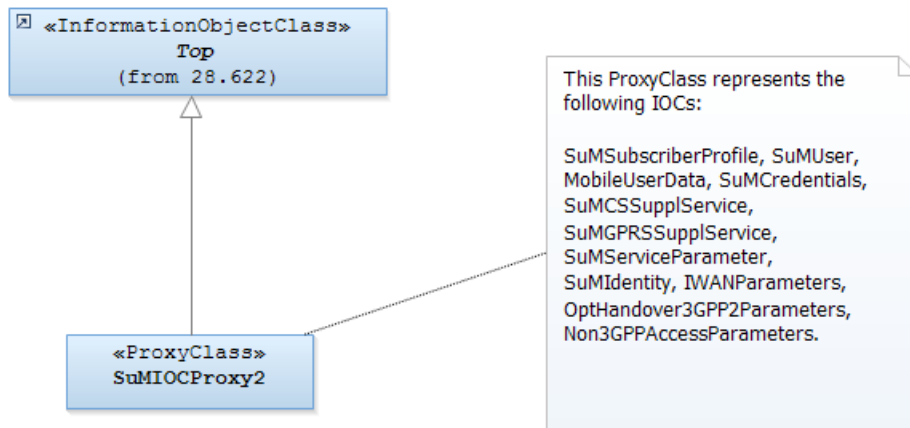 «InformationObjectClass»
Top
(from 28.622)
This ProxyClass represents the
following IOCs:
SuMSubscriberProfile, SuMUser,
MobileUserData, SuMCredentials,
SuMCSSupplService,
SuMGPRSSupplService,
SuMServiceParameter,
SuMIdentity, IWANParameters,
OptHandover3GPP2Parameters,
Non3GPPAccessParameters.
«ProxyClass»
SuMIOCProxy2